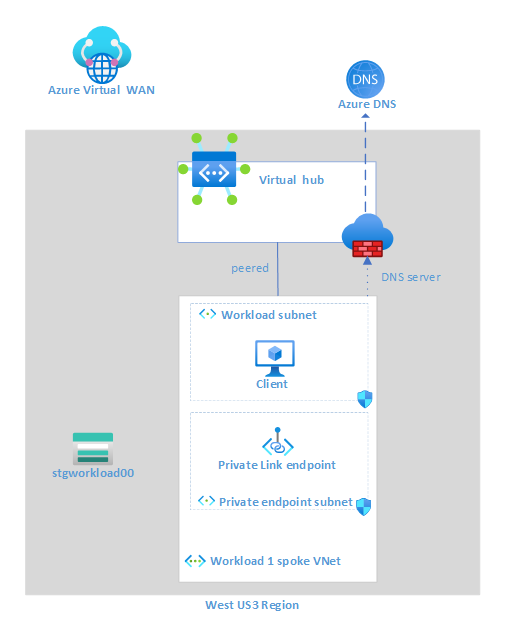 Azure Virtual WAN
DNS
Azure DNS
Virtual hub
peered
DNS server
Workload subnet
Client
Private Link endpoint
stgworkload00
Private endpoint subnet
Workload 1 spoke VNet
West US3 Region